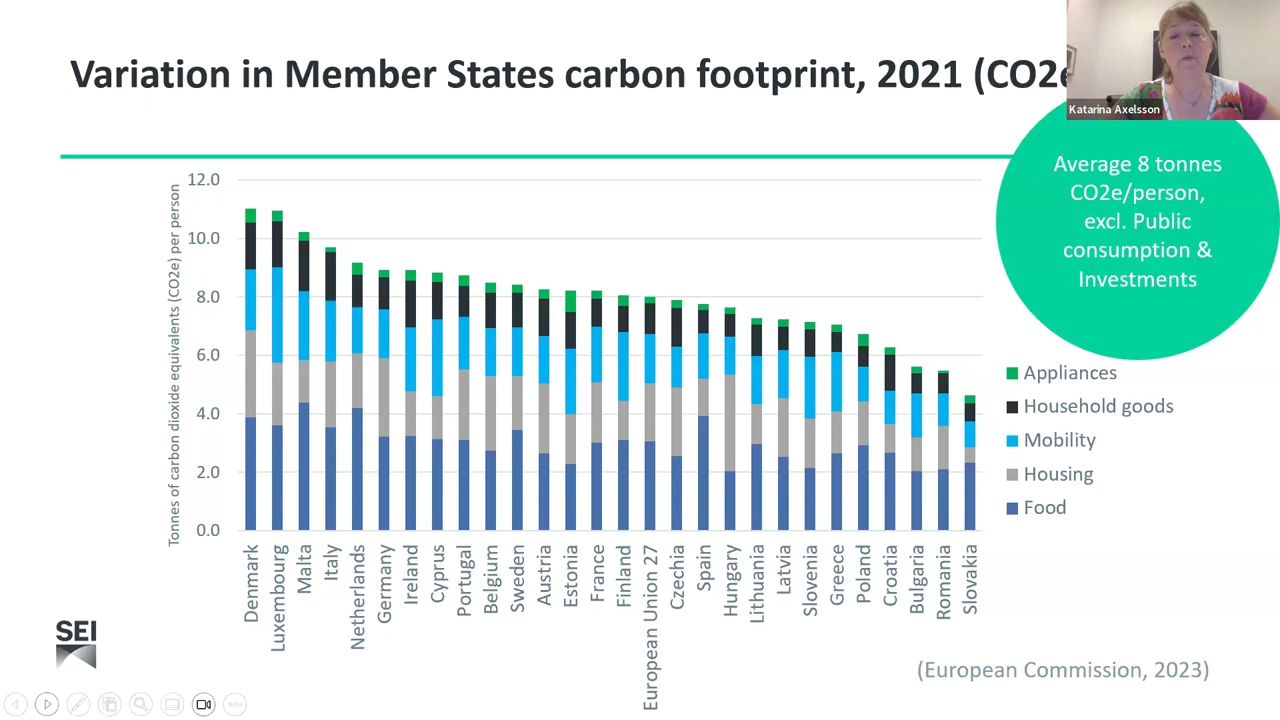 Variation in Member States carbon footprint, 2021 (CO2e
Katarina Axelsson
Average 8 tonnes
CO2e/person,
excl. Public
consumption &
Investments
Tonnes of carbon dioxide equivalents (CO2e) per person
12.0
10.0
8.0
6.0
4.0
2.0
0.0
Denmark
Luxembourg
Malta
Italy
Netherlands
Germany
Ireland
Cyprus
Portugal
Belgium
Sweden
Austria
Estonia
France
Finland
European Union 27
Czechia
Spain
Hungary
Lithuania
Latvia
Slovenia
Greece
Poland
Croatia
Bulgaria
Romania
Slovakia
Appliances
Household goods
Mobility
Housing
Food
SEI
(European Commission, 2023)